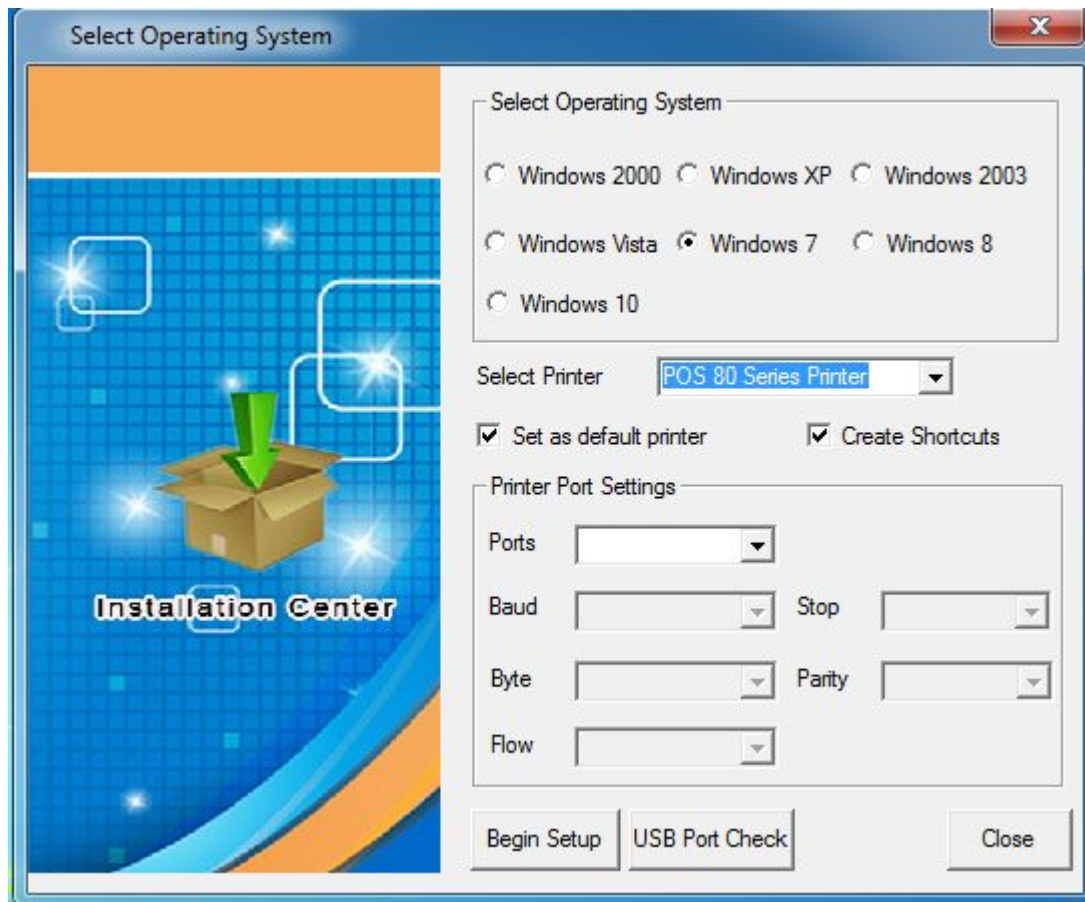 Select Operating System
Select Operating System
Windows 2000 Windows XP Windows 2003
Windows Vista Windows 7 Windows 8
Windows 10
Select Printer POS 80 Series Printer
Set as default printer Create Shortcuts
Printer Port Settings
Ports
Installation Center
Baud Stop
Byte Parity
Flow
Begin Setup USB Port Check Close